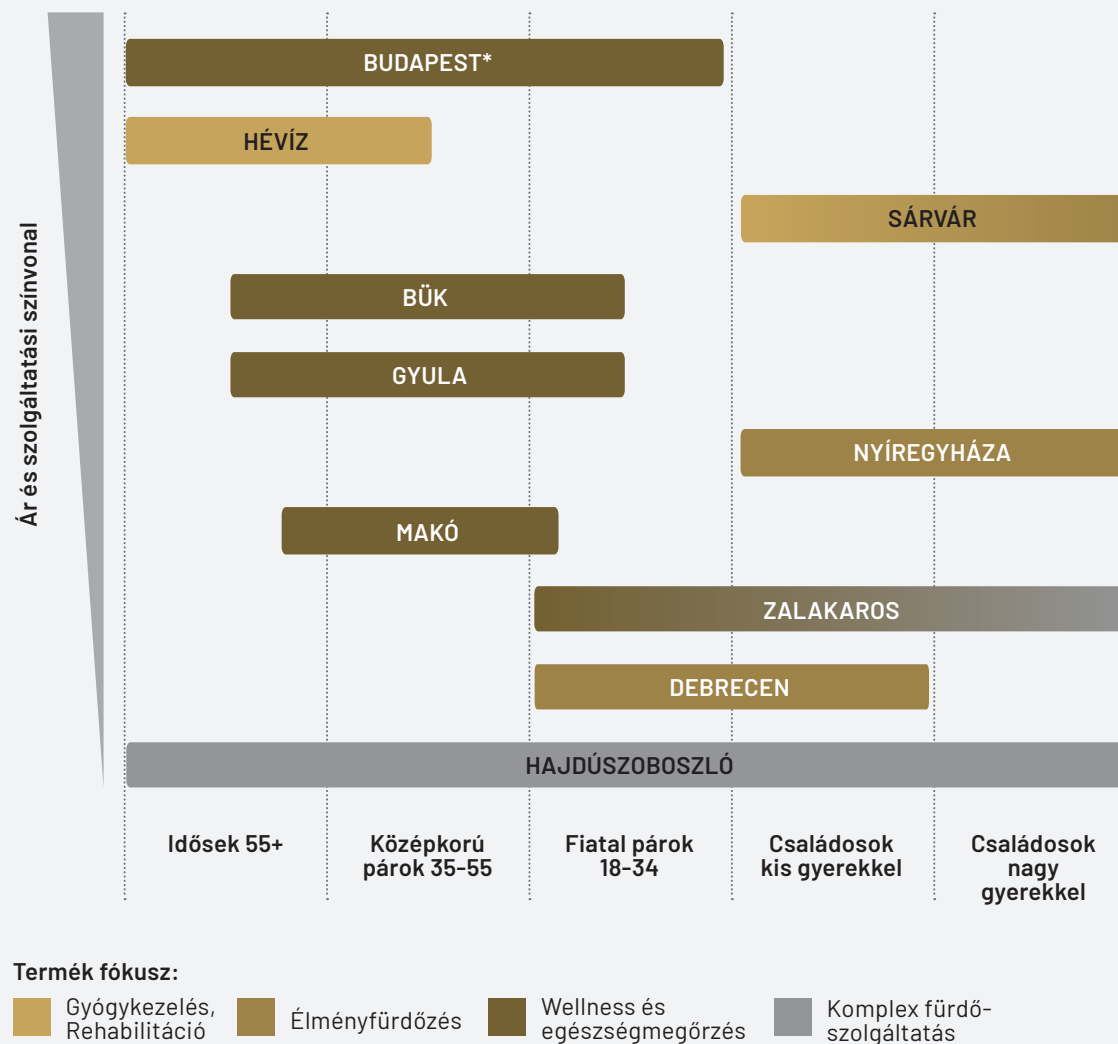 BUDAPEST*
HÉVÍZ
SÁRVÁR
Ár és szolgáltatási színvonal
BÜK
GYULA
NYÍREGYHÁZA
MAKÓ
ZALAKAROS
DEBRECEN
HAJDÚSZOBOSZLÓ
Idősek 55+
Középkorú
párok 35-55
Fiatal párok
18-34
Családosok
kis gyerekkel
Családosok
nagy
gyerekkel
Termék fókusz:
Gyógykezelés,
Rehabilitáció
Élményfürdőzés
Wellness és
egészségmegőrzés
Komplex fürdő-
szolgáltatás